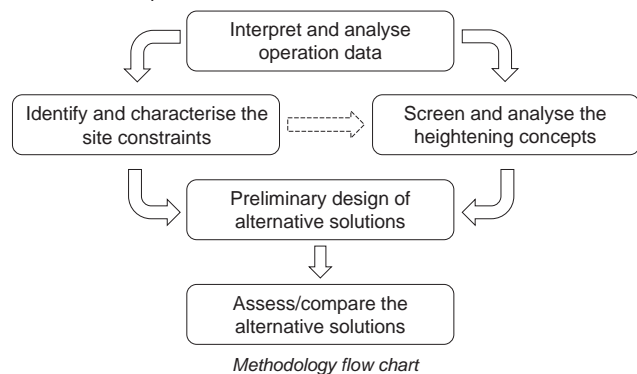 Interpret and analyse
operation data
Identify and characterise the
site constraints
Screen and analyse the
heightening concepts
Preliminary design of
alternative solutions
Assess/compare the
alternative solutions
Methodology flow chart